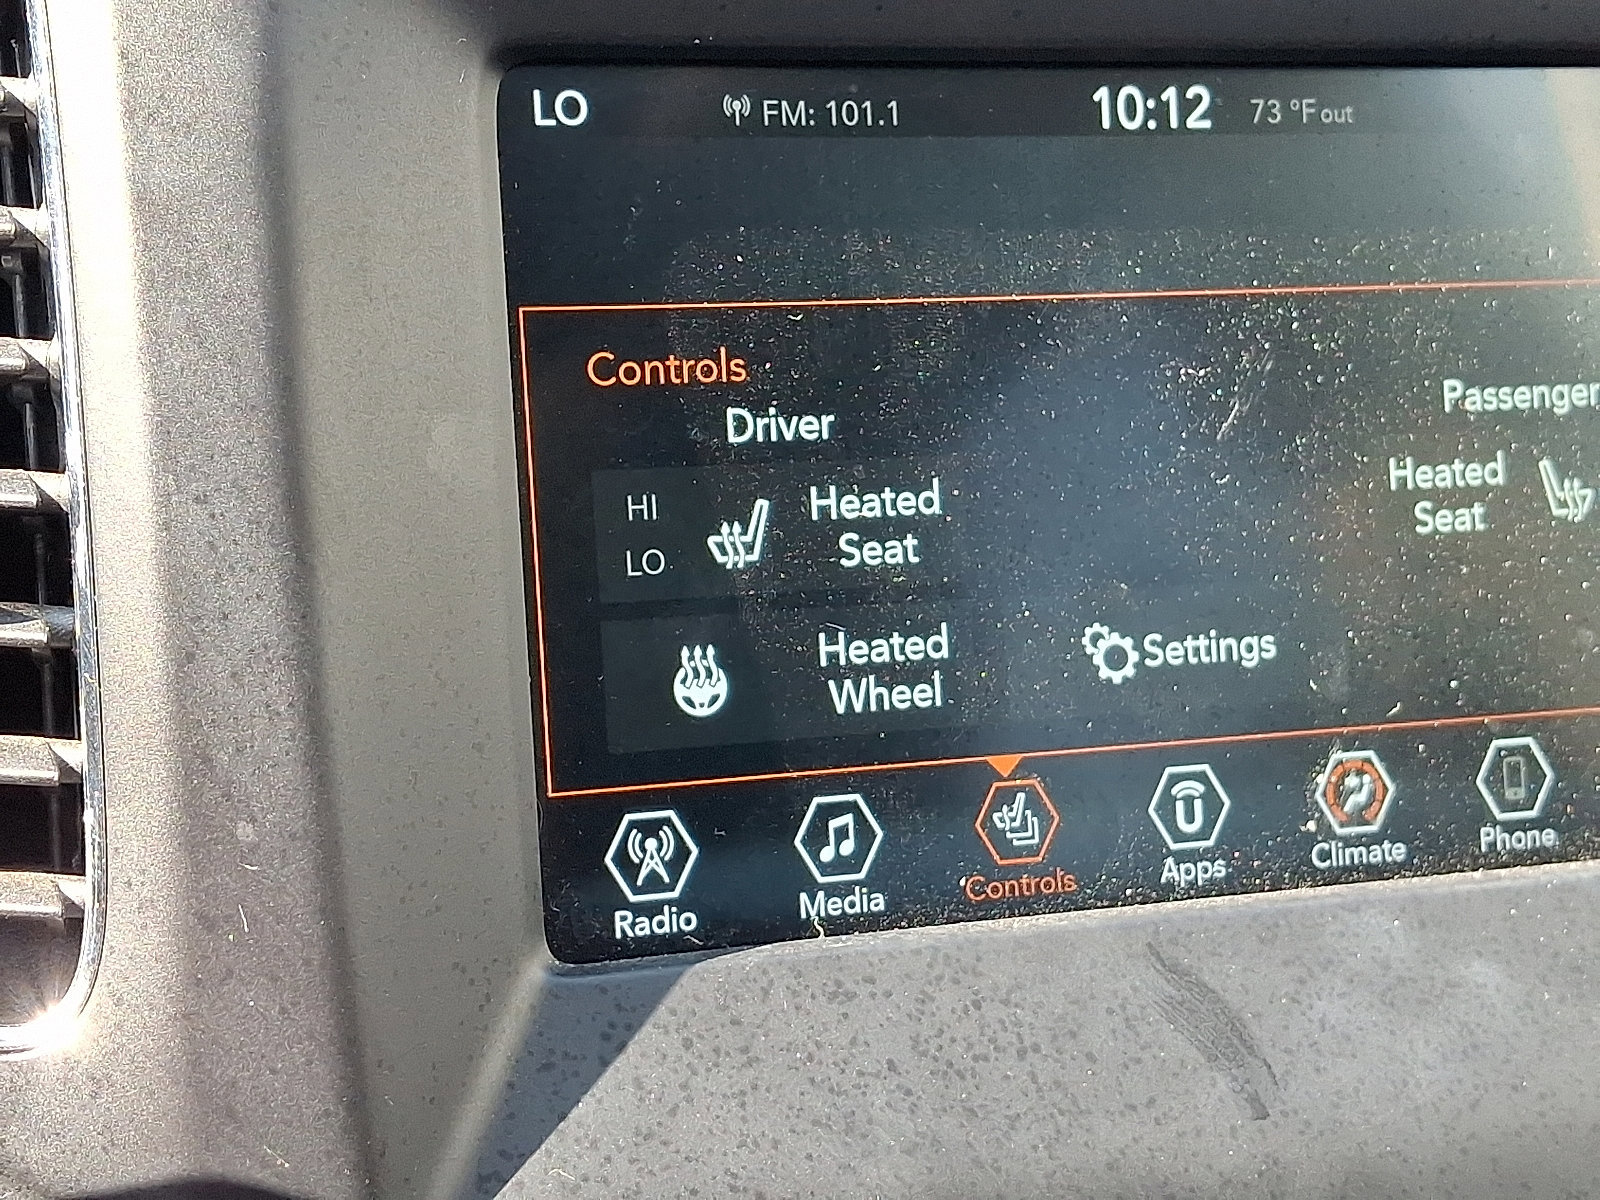 LO FM: 101.1 10:12 73 °F out
Controls
Driver
Passenger
HI
LO
Heated
Seat
Heated
Seat
Heated
Wheel
Settings
Radio
Media
Controls
Apps
Climate
Phone